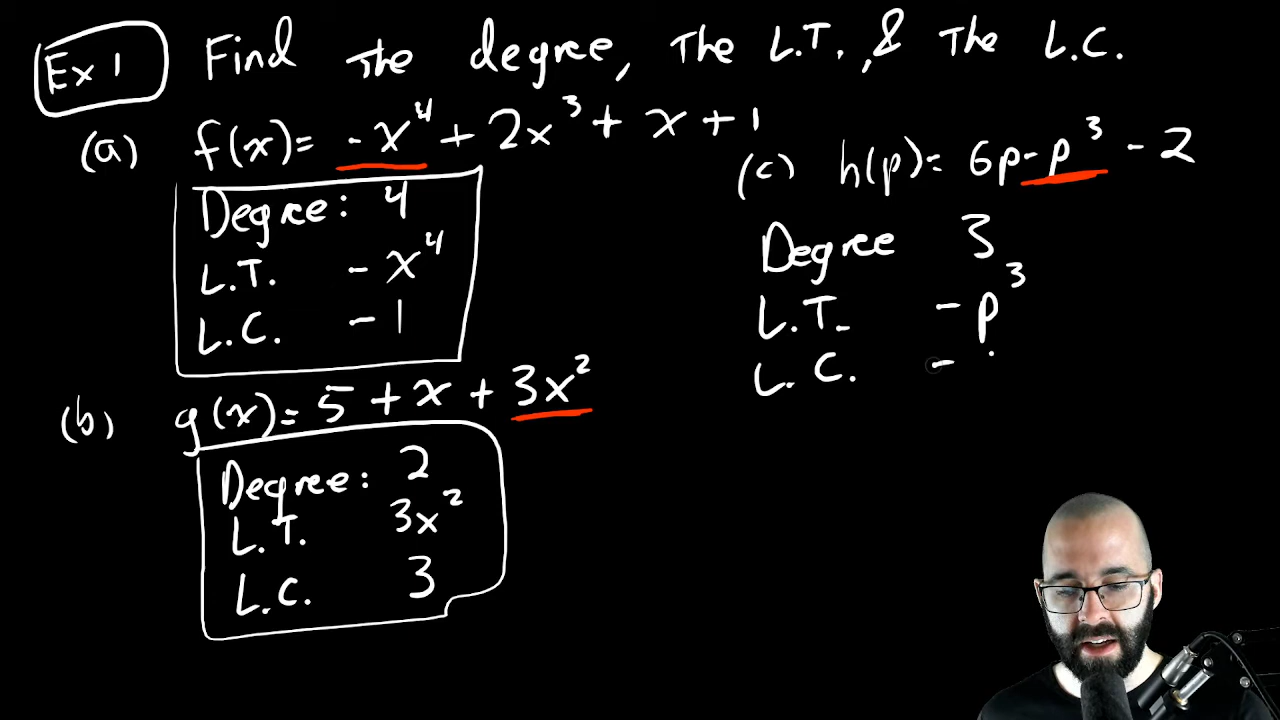 Ex 1 Find the degree, the L.T., & the L.C.
(a) f(x) = -x⁴ + 2x³ + x + 1
Degree: 4
L.T. -x⁴
L.C. -1
(b) g(x) = 5 + x + 3x²
Degree: 2
L.T. 3x²
L.C. 3
(c) h(p) = 6p - p³ - 2
Degree 3
L.T. -p³
L.C. -